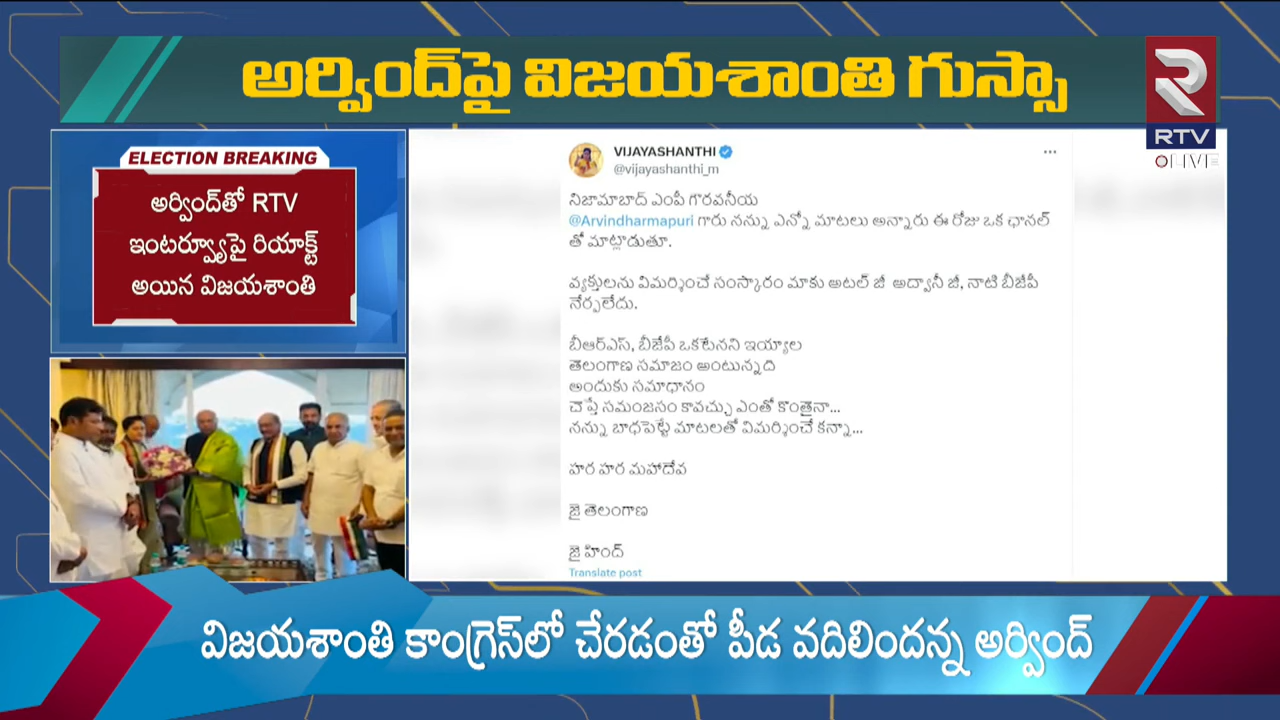 అర్వింద్‌పై విజయశాంతి గుస్సా
RTV
LIVE
ELECTION BREAKING
అర్వింద్‌తో RTV
ఇంటర్వ్యూపై రియాక్ట్
అయిన విజయశాంతి
VIJAYASHANTHI
@vijayashanthi_m
నిజామాబాద్ ఎంపీ గౌరవనీయ
@Arvindharmapuri గారు నన్ను ఎన్నో మాటలు అన్నారు ఈ రోజు ఒక ఛానల్
తో మాట్లాడుతూ.
వ్యక్తులను విమర్శించే సంస్కారం మాకు అటల్ జీ అద్వానీ జీ, నాటి బీజేపీ
నేర్పలేదు.
బీఆర్ఎస్, బీజేపీ ఒకటేనని ఇయ్యాల
తెలంగాణ సమాజం అంటున్నది
అందుకు సమాధానం
చెప్తే సమంజసం కావచ్చు ఎంతో కొంతైనా...
నన్ను బాధపెట్టే మాటలతో విమర్శించే కన్నా...
హర హర మహాదేవ
జై తెలంగాణ
జై హింద్
Translate post
విజయశాంతి కాంగ్రెస్‌లో చేరడంతో పీడ వదిలిందన్న అర్వింద్